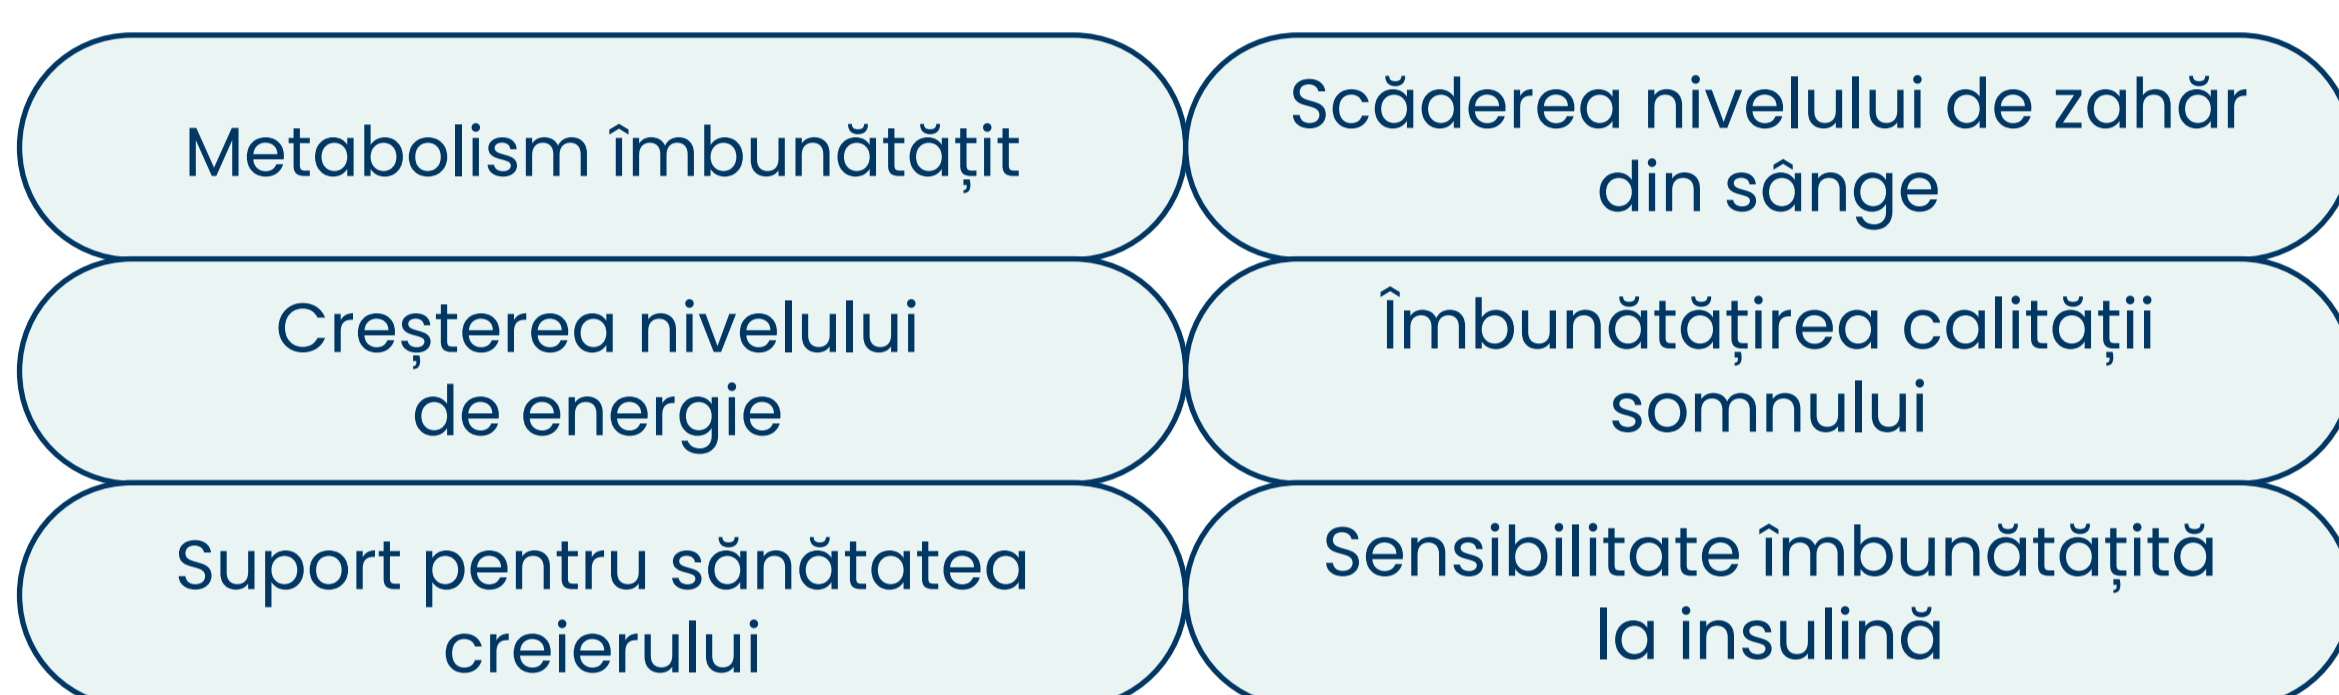 Metabolism îmbunătățit
Scăderea nivelului de zahăr
din sânge
Creșterea nivelului
de energie
Îmbunătățirea calității
somnului
Suport pentru sănătatea
creierului
Sensibilitate îmbunătățită
la insulină